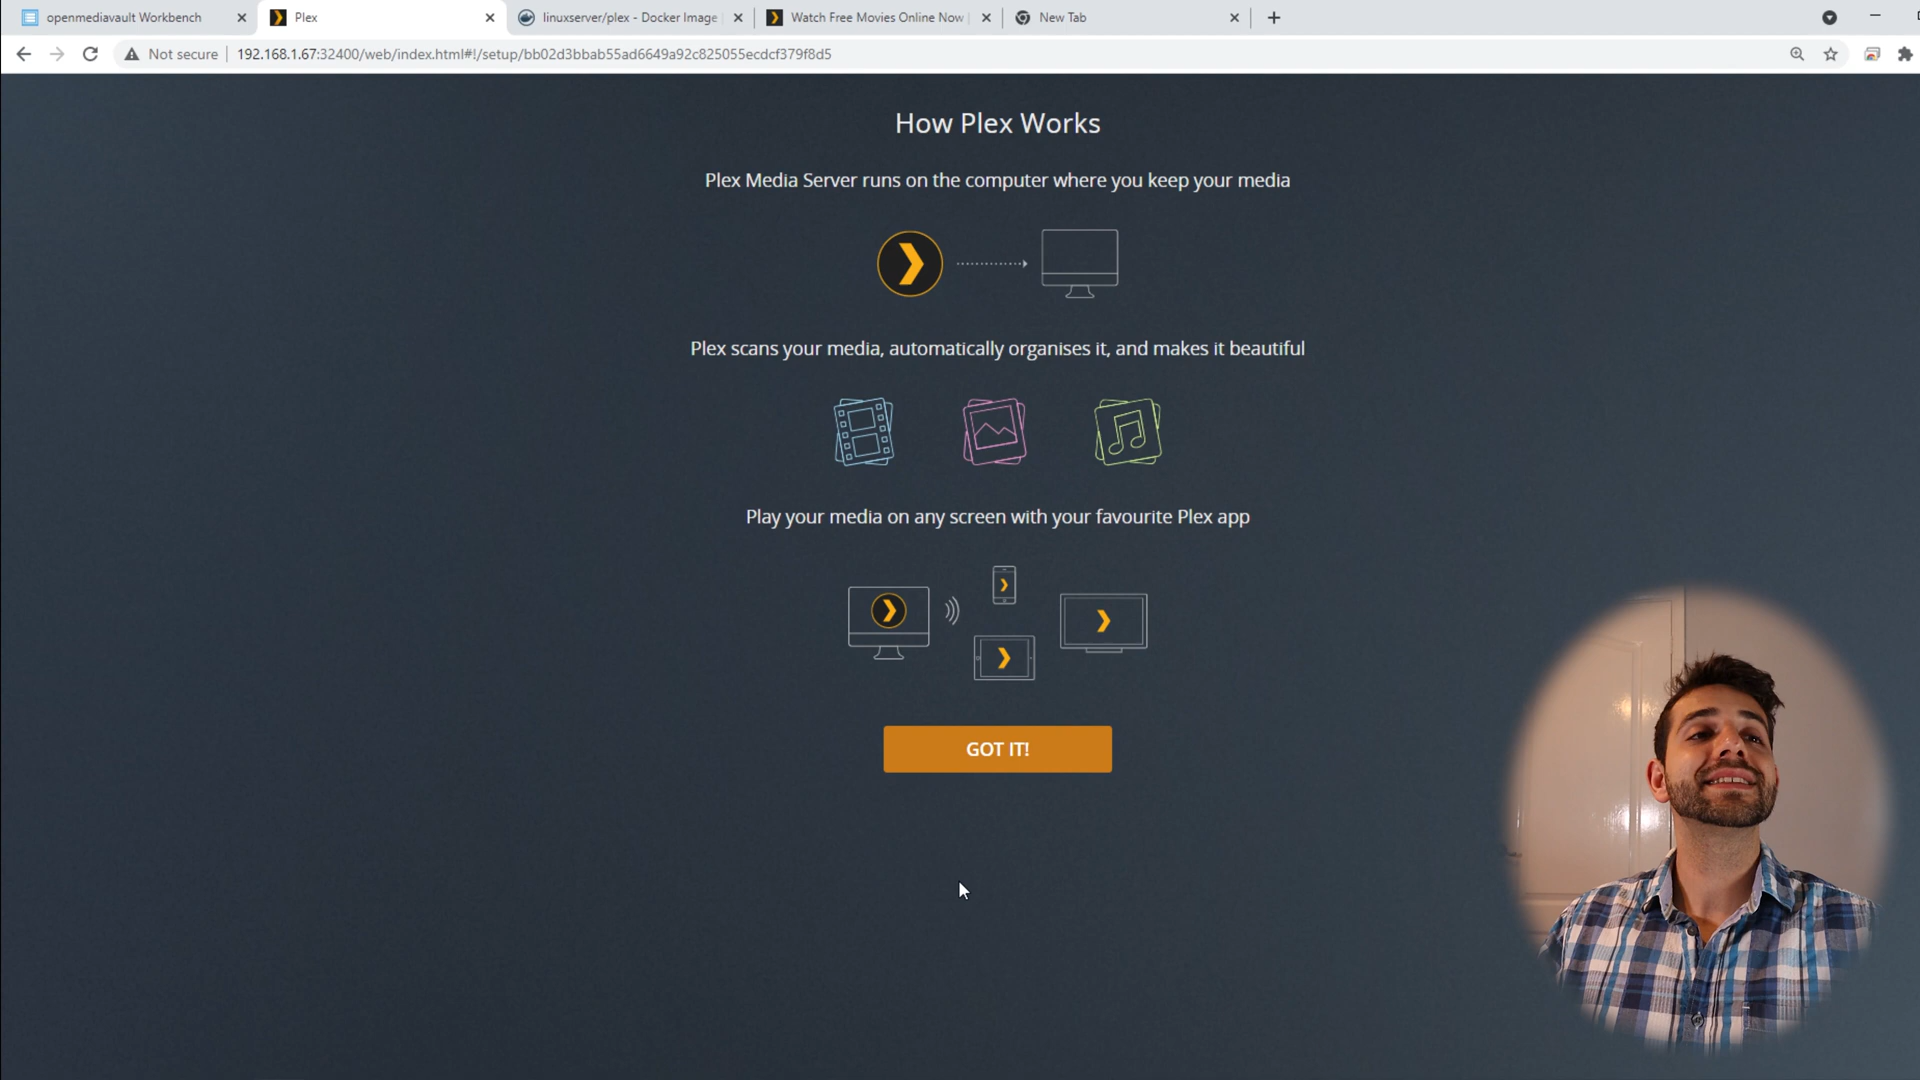 openmediavault Workbench
Plex
linuxserver/plex - Docker Image
Watch Free Movies Online Now
New Tab
Not secure
192.168.1.67:32400/web/index.html#!/setup/bb02d3bbab55ad6649a92c825055ecdcf379f8d5
How Plex Works
Plex Media Server runs on the computer where you keep your media
Plex scans your media, automatically organises it, and makes it beautiful
Play your media on any screen with your favourite Plex app
GOT IT!